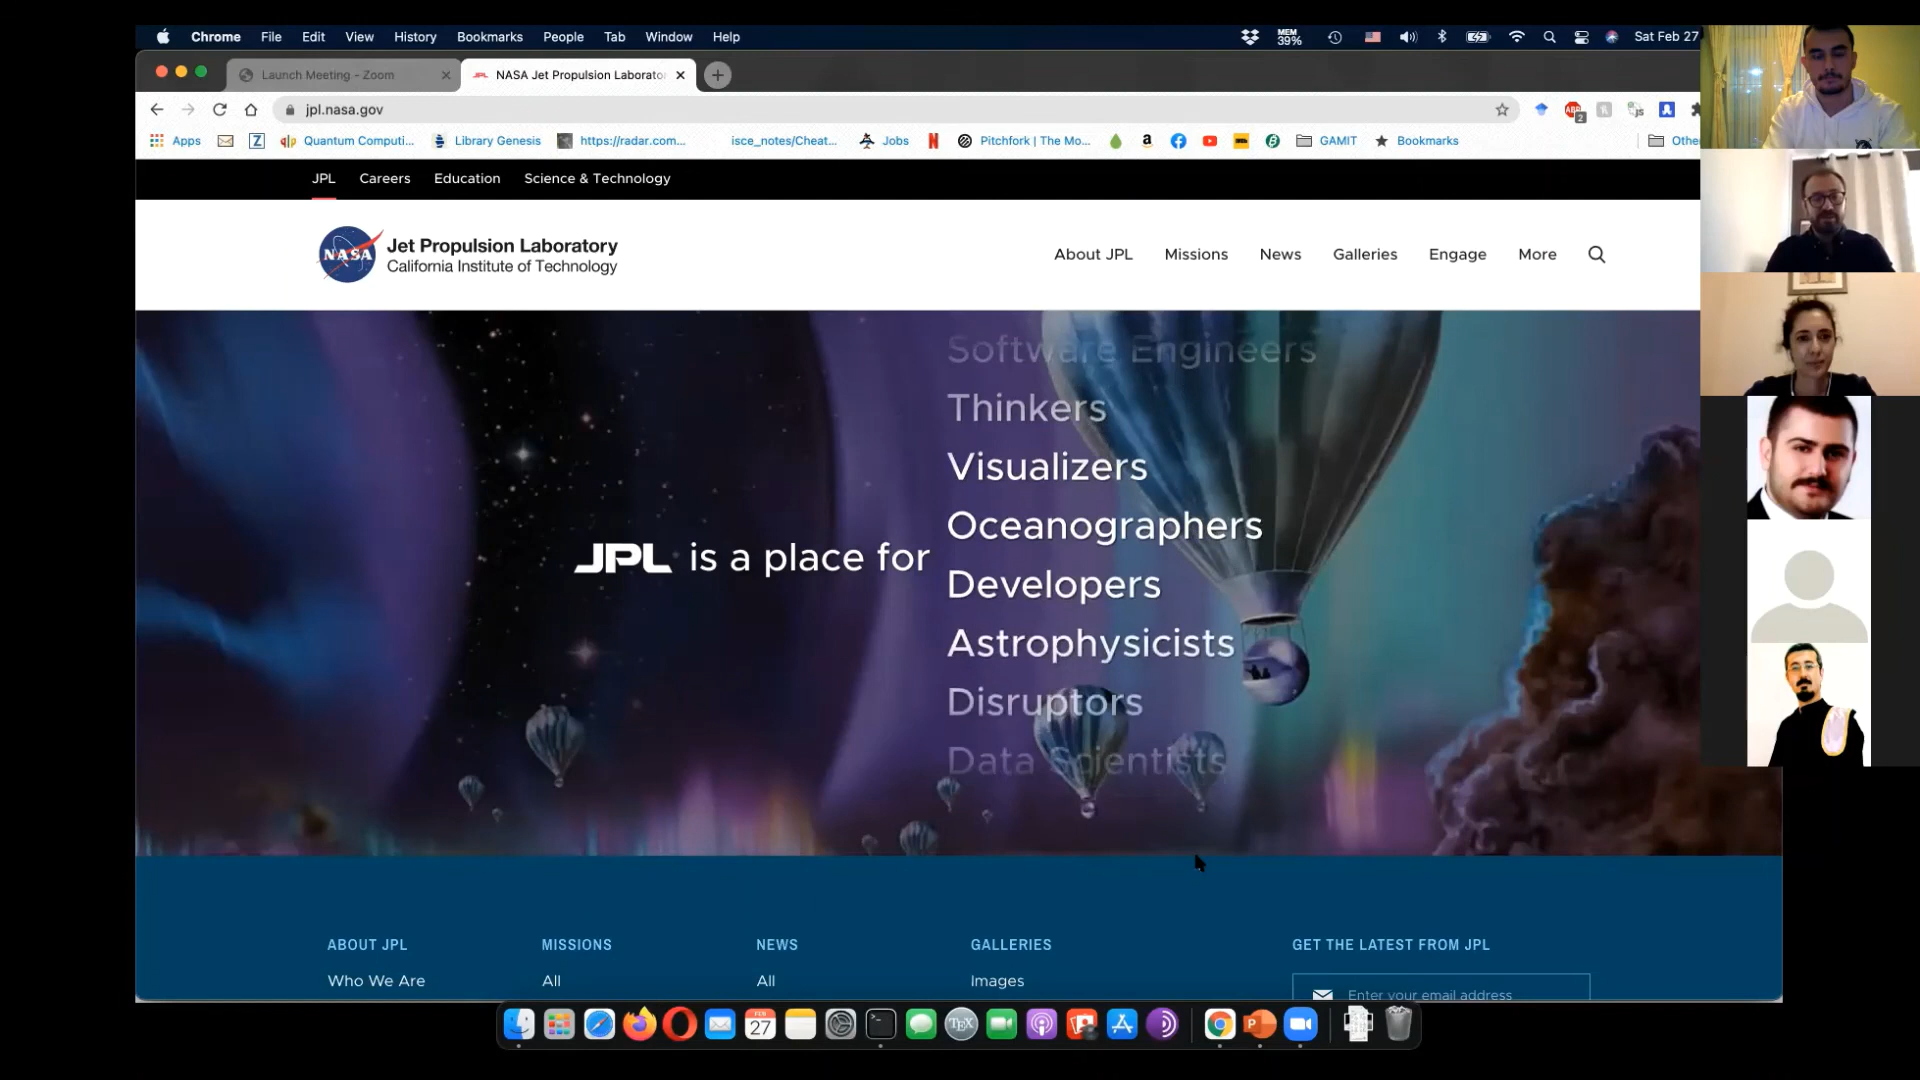 Chrome File Edit View History Bookmarks People Tab Window Help MEM 39% Sat Feb 27
Launch Meeting - Zoom NASA Jet Propulsion Laborato
jpl.nasa.gov
Apps Quantum Computi... Library Genesis https://radar.com... isce_notes/Cheat... Jobs Pitchfork | The Mo... GAMIT Bookmarks Othe
JPL Careers Education Science & Technology
NASA Jet Propulsion Laboratory
California Institute of Technology
About JPL Missions News Galleries Engage More
Software Engineers
Thinkers
Visualizers
Oceanographers
JPL is a place for
Developers
Astrophysicists
Disruptors
Data Scientists
ABOUT JPL MISSIONS NEWS GALLERIES GET THE LATEST FROM JPL
Who We Are All All Images Enter your email address
FEB
27
TEX